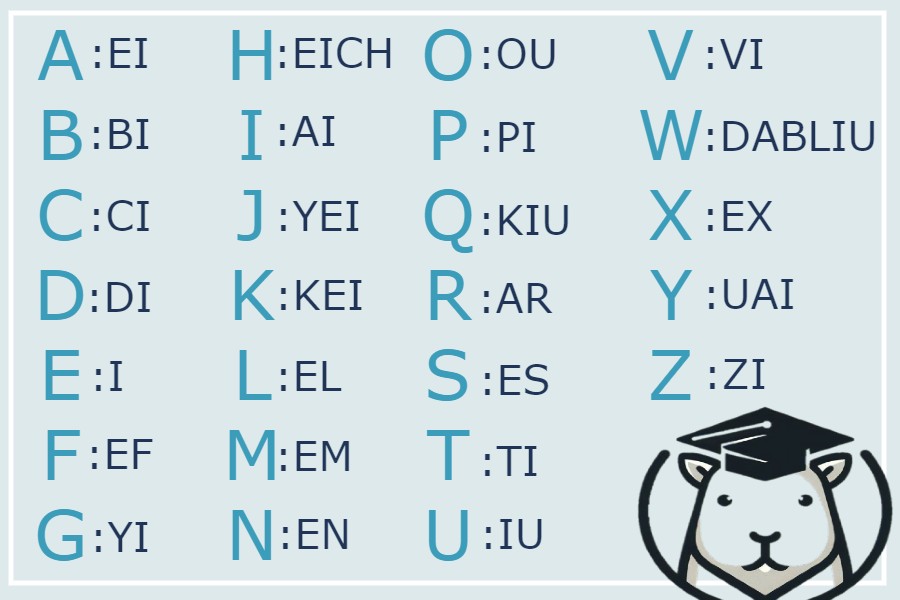 A :EI
B :BI
C :CI
D :DI
E :I
F :EF
G :YI
H :EICH
I :AI
J :YEI
K :KEI
L :EL
M :EM
N :EN
O :OU
P :PI
Q :KIU
R :AR
S :ES
T :TI
U :IU
V :VI
W :DABLIU
X :EX
Y :UAI
Z :ZI